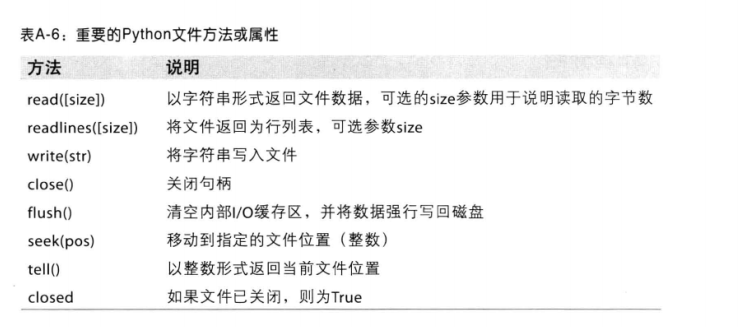 表A-6：重要的Python文件方法或属性
方法 说明
read([size]) 以字符串形式返回文件数据，可选的size参数用于说明读取的字节数
readlines([size]) 将文件返回为行列表，可选参数size
write(str) 将字符串写入文件
close() 关闭句柄
flush() 清空内部I/O缓存区，并将数据强行写回磁盘
seek(pos) 移动到指定的文件位置（整数）
tell() 以整数形式返回当前文件位置
closed 如果文件已关闭，则为True